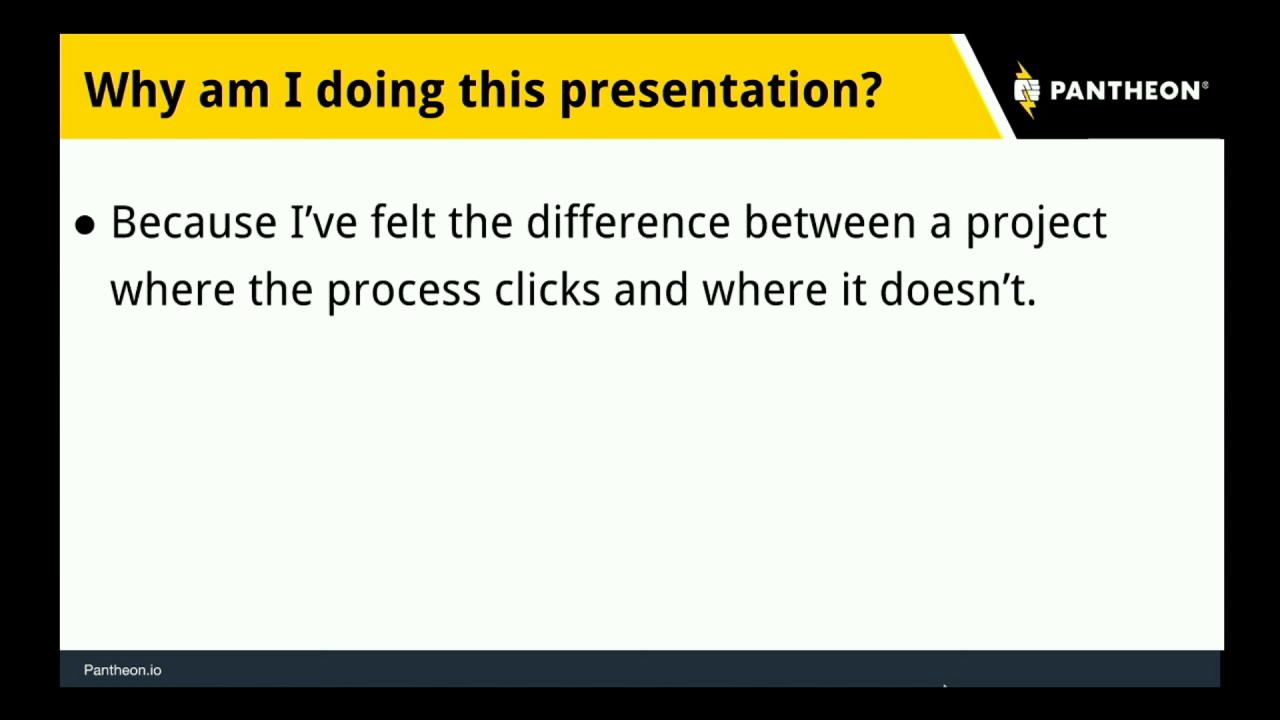 Why am I doing this presentation?
PANTHEON®
● Because I’ve felt the difference between a project
where the process clicks and where it doesn’t.
Pantheon.io